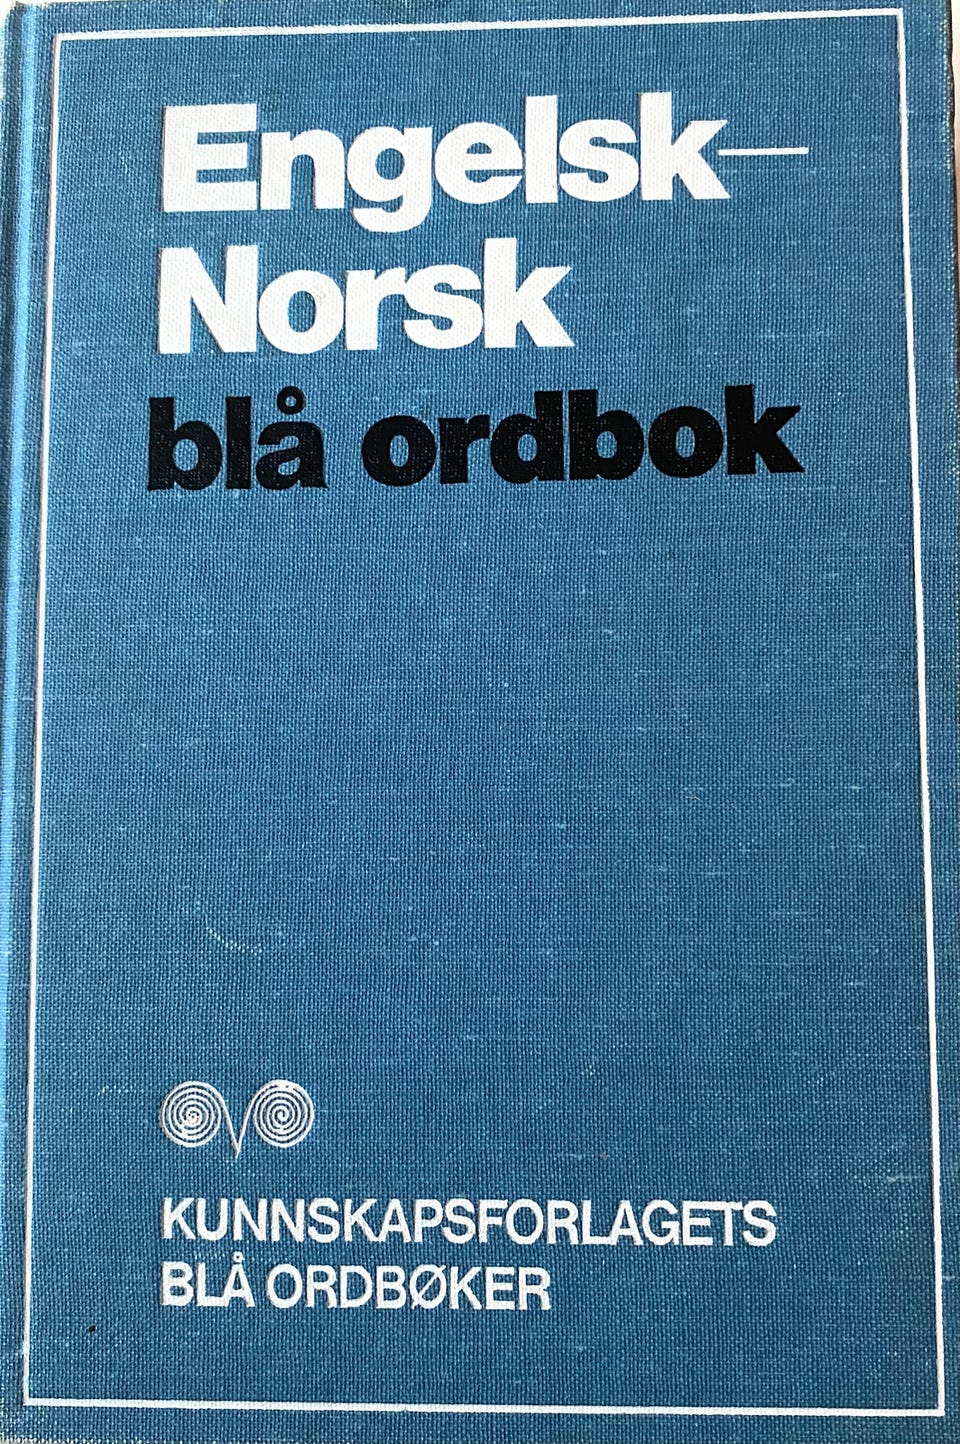 Engelsk–
Norsk
blå ordbok
KUNNSKAPSFORLAGETS
BLÅ ORDBØKER